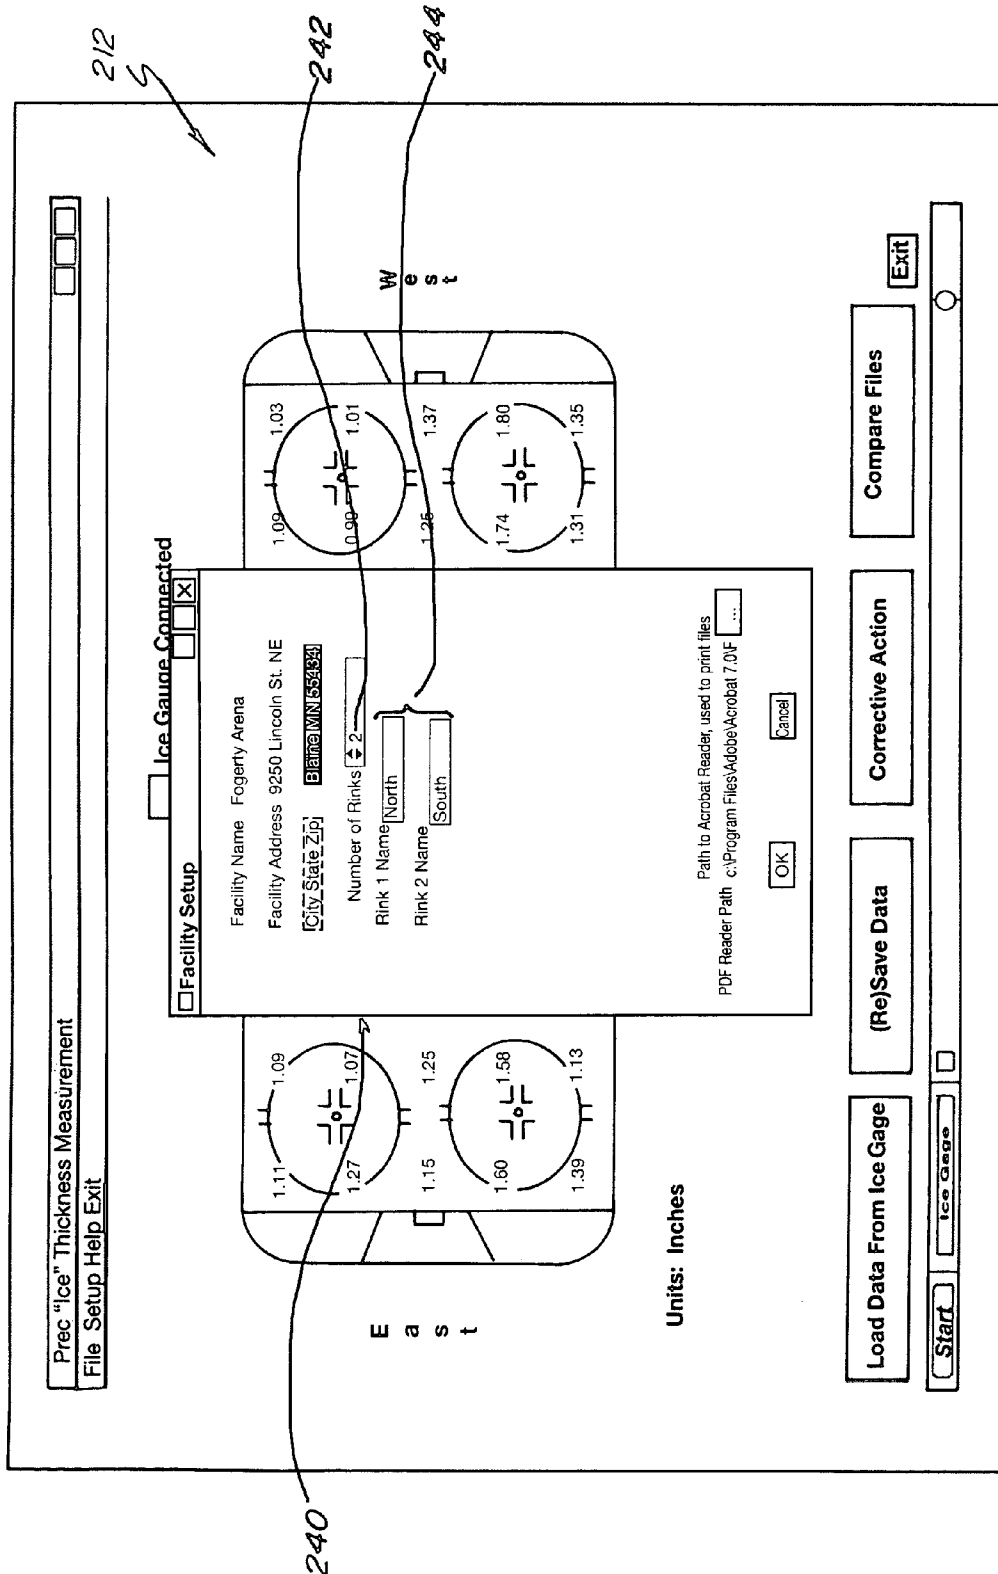 212
Prec “Ice” Thickness Measurement
File Setup Help Exit
Ice Gauge Connected
Facility Setup
X
Facility Name Fogerty Arena
Facility Address 9250 Lincoln St. NE
City State Zip Blaine MN 55434
Number of Rinks 2
Rink 1 Name North
Rink 2 Name South
Path to Acrobat Reader, used to print files
PDF Reader Path c:\Program Files\Adobe\Acrobat 7.0\F ...
OK Cancel
1.11 1.09 1.09 1.03
1.27 1.07 0.99 1.01
1.15 1.25 1.25 1.37
1.60 1.58 1.74 1.80
1.39 1.13 1.31 1.35
East
West
Units: Inches
Exit
Load Data From Ice Gage
(Re)Save Data
Corrective Action
Compare Files
Start
Ice Gage
240
242
244